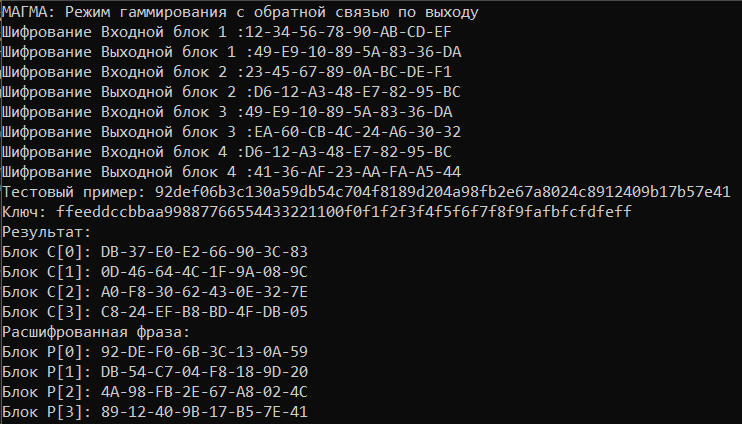 МАГМА: Режим гаммирования с обратной связью по выходу
Шифрование Входной блок 1 :12-34-56-78-90-AB-CD-EF
Шифрование Выходной блок 1 :49-E9-10-89-5A-83-36-DA
Шифрование Входной блок 2 :23-45-67-89-0A-BC-DE-F1
Шифрование Выходной блок 2 :D6-12-A3-48-E7-82-95-BC
Шифрование Входной блок 3 :49-E9-10-89-5A-83-36-DA
Шифрование Выходной блок 3 :EA-60-CB-4C-24-A6-30-32
Шифрование Входной блок 4 :D6-12-A3-48-E7-82-95-BC
Шифрование Выходной блок 4 :41-36-AF-23-AA-FA-A5-44
Тестовый пример: 92def06b3c130a59db54c704f8189d204a98fb2e67a8024c8912409b17b57e41
Ключ: ffeeddccbbaa99887766554433221100f0f1f2f3f4f5f6f7f8f9fafbfcfdfeff
Результат:
Блок C[0]: DB-37-E0-E2-66-90-3C-83
Блок C[1]: 0D-46-64-4C-1F-9A-08-9C
Блок C[2]: A0-F8-30-62-43-0E-32-7E
Блок C[3]: C8-24-EF-B8-BD-4F-DB-05
Расшифрованная фраза:
Блок P[0]: 92-DE-F0-6B-3C-13-0A-59
Блок P[1]: DB-54-C7-04-F8-18-9D-20
Блок P[2]: 4A-98-FB-2E-67-A8-02-4C
Блок P[3]: 89-12-40-9B-17-B5-7E-41